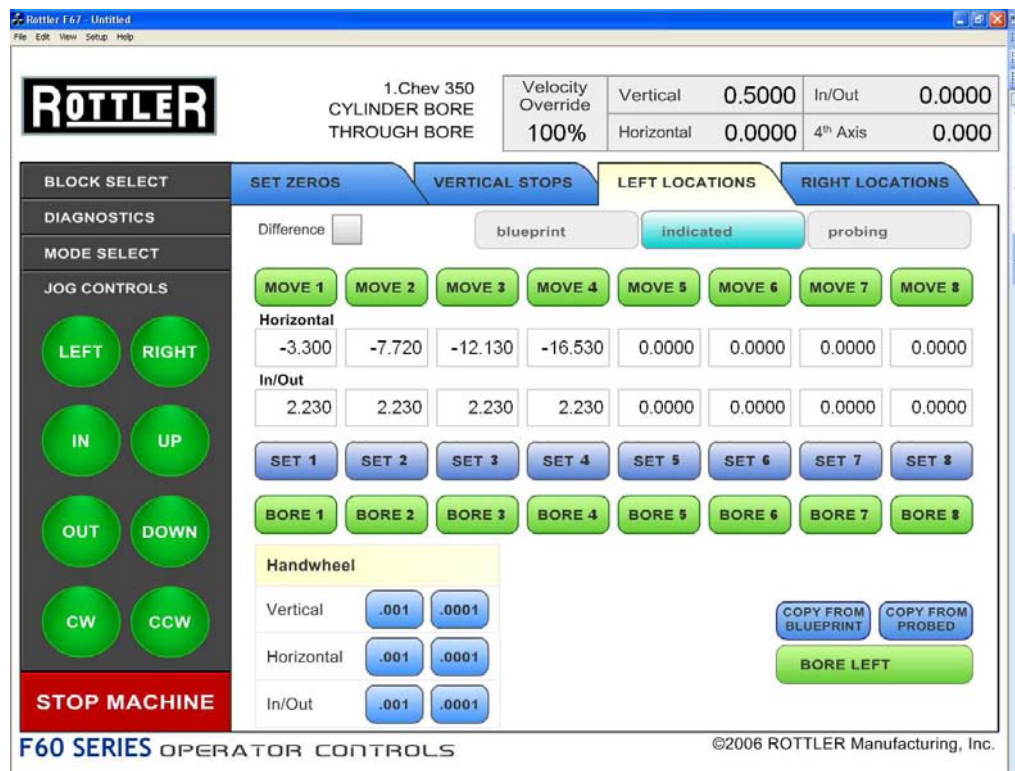 Rottler F67 - Untitled
File Edit View Setup Help
ROTTLER
1.Chev 350
CYLINDER BORE
THROUGH BORE
Velocity Override 100%
Vertical 0.5000 In/Out 0.0000
Horizontal 0.0000 4th Axis 0.000
BLOCK SELECT
DIAGNOSTICS
MODE SELECT
JOG CONTROLS
LEFT RIGHT
IN UP
OUT DOWN
CW CCW
STOP MACHINE
SET ZEROS VERTICAL STOPS LEFT LOCATIONS RIGHT LOCATIONS
Difference blueprint indicated probing
MOVE 1 MOVE 2 MOVE 3 MOVE 4 MOVE 5 MOVE 6 MOVE 7 MOVE 8
Horizontal
-3.300 -7.720 -12.130 -16.530 0.0000 0.0000 0.0000 0.0000
In/Out
2.230 2.230 2.230 2.230 0.0000 0.0000 0.0000 0.0000
SET 1 SET 2 SET 3 SET 4 SET 5 SET 6 SET 7 SET 8
BORE 1 BORE 2 BORE 3 BORE 4 BORE 5 BORE 6 BORE 7 BORE 8
Handwheel
Vertical .001 .0001
Horizontal .001 .0001
In/Out .001 .0001
COPY FROM BLUEPRINT
COPY FROM PROBED
BORE LEFT
F60 SERIES OPERATOR CONTROLS
©2006 ROTTLER Manufacturing, Inc.